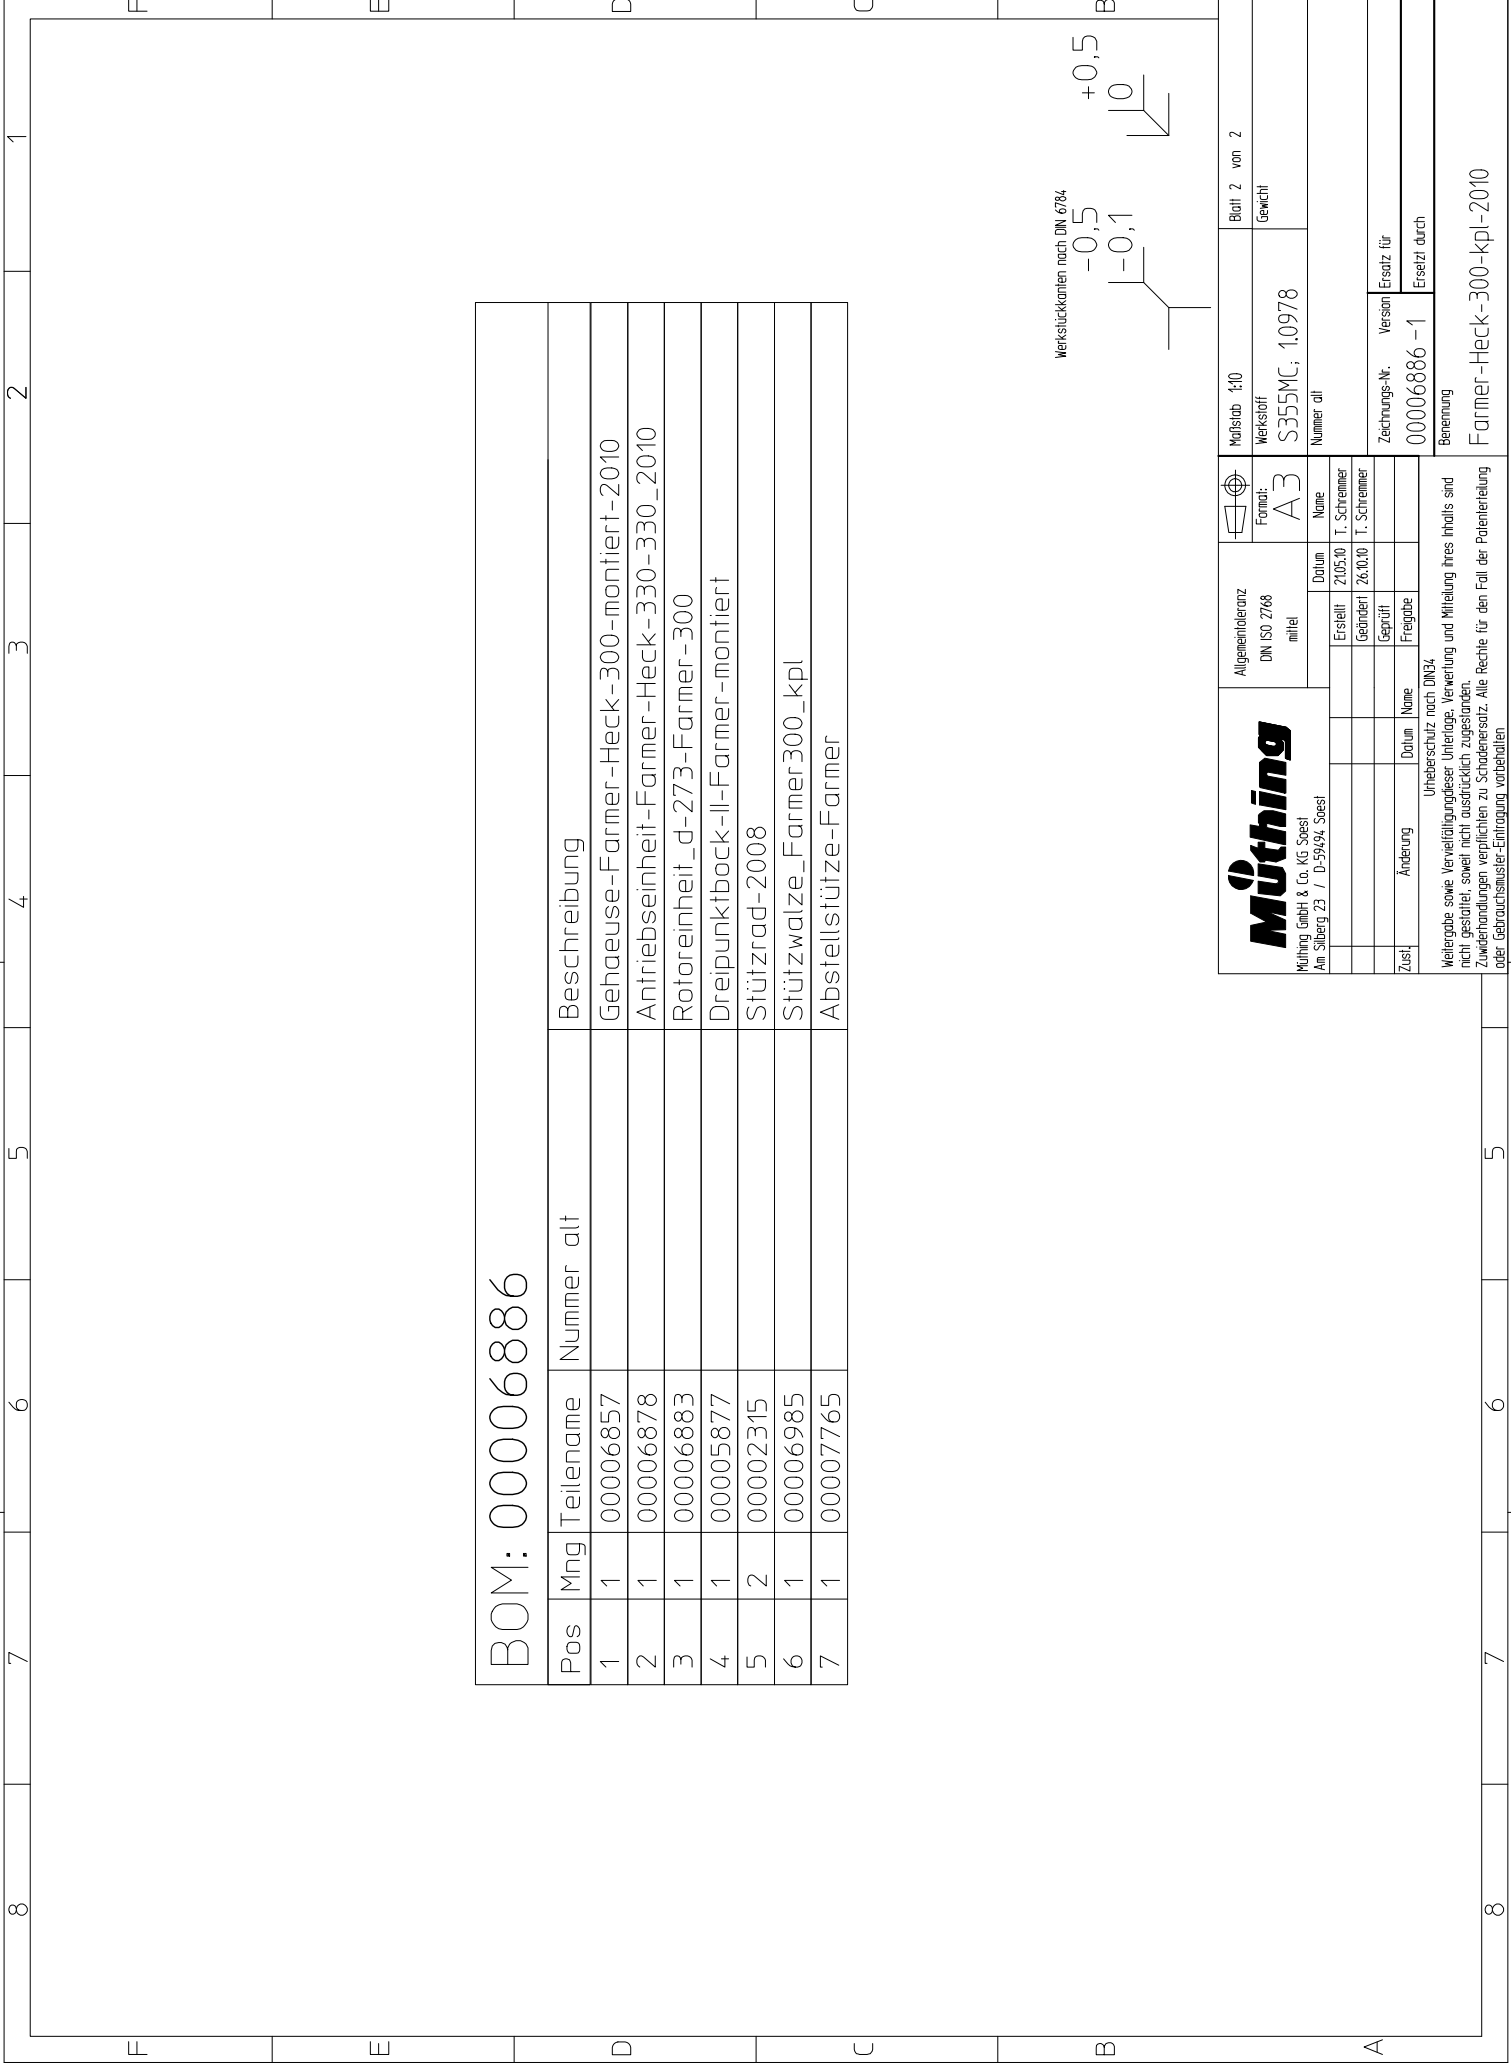 8 7 6 5 4 3 2 1
F F
E E
D D
C C
B B
A
8 7 6 5
BOM: 00006886
Pos Mng Teilename Nummer alt Beschreibung
1 1 00006857 Gehaeuse-Farmer-Heck-300-montiert-2010
2 1 00006878 Antriebseinheit-Farmer-Heck-330-330_2010
3 1 00006883 Rotoreinheit_d-273-Farmer-300
4 1 00005877 Dreipunktbock-II-Farmer-montiert
5 2 00002315 Stützrad-2008
6 1 00006985 Stützwalze_Farmer300_kpl
7 1 00007765 Abstellstütze-Farmer
Werkstückkanten nach DIN 6784
-0,5 +0,5
-0,1 0
Müthing
Müthing GmbH & Co. KG Soest
Am Silberg 23 / D-59494 Soest
Allgemeintoleranz
DIN ISO 2768
mittel
Format:
A3
Maßstab 1:10
Blatt 2 von 2
Werkstoff
S355MC; 1.0978
Gewicht
Nummer alt
Datum Name
Erstellt 21.05.10 T. Schremmer
Geändert 26.10.10 T. Schremmer
Geprüft
Zust. Änderung Datum Name Freigabe
Zeichnungs-Nr. Version
00006886 -1
Ersatz für
Ersetzt durch
Benennung
Farmer-Heck-300-kpl-2010
Urheberschutz nach DIN34
Weitergabe sowie Vervielfältigungdieser Unterlage, Verwertung und Mitteilung ihres Inhalts sind
nicht gestattet, soweit nicht ausdrücklich zugestanden.
Zuwiderhandlungen verpflichten zu Schadenersatz. Alle Rechte für den Fall der Patenterteilung
oder Gebrauchsmuster-Eintragung vorbehalten